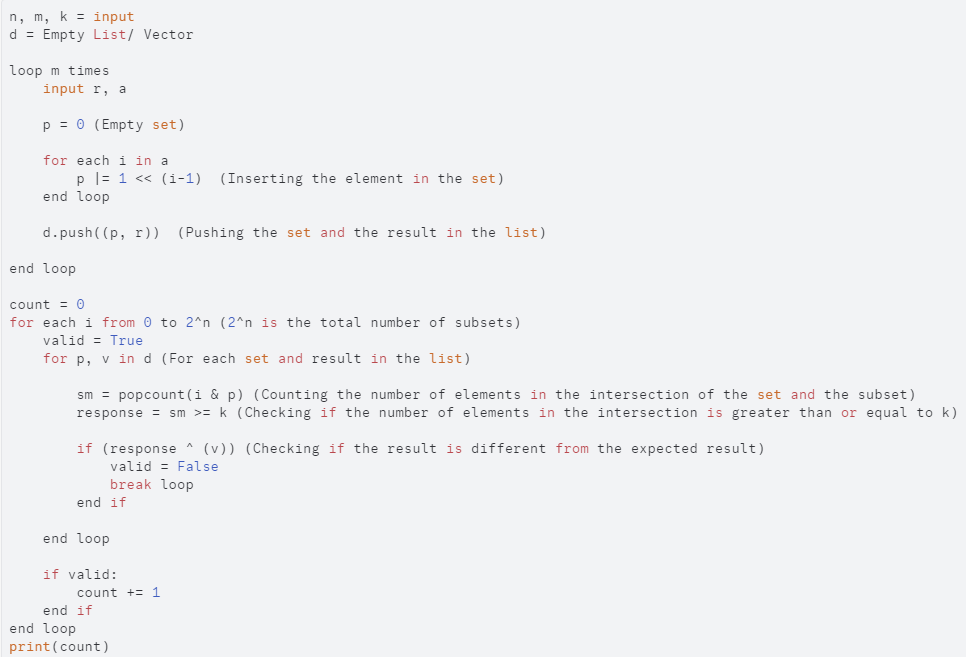 n, m, k = input
d = Empty List/ Vector
loop m times
    input r, a
    p = 0 (Empty set)
    for each i in a
        p |= 1 << (i-1)  (Inserting the element in the set)
    end loop
    d.push((p, r))  (Pushing the set and the result in the list)
end loop
count = 0
for each i from 0 to 2^n (2^n is the total number of subsets)
    valid = True
    for p, v in d (For each set and result in the list)
        sm = popcount(i & p) (Counting the number of elements in the intersection of the set and the subset)
        response = sm >= k (Checking if the number of elements in the intersection is greater than or equal to k)
        if (response ^ (v)) (Checking if the result is different from the expected result)
            valid = False
            break loop
        end if
    end loop
    if valid:
        count += 1
    end if
end loop
print(count)